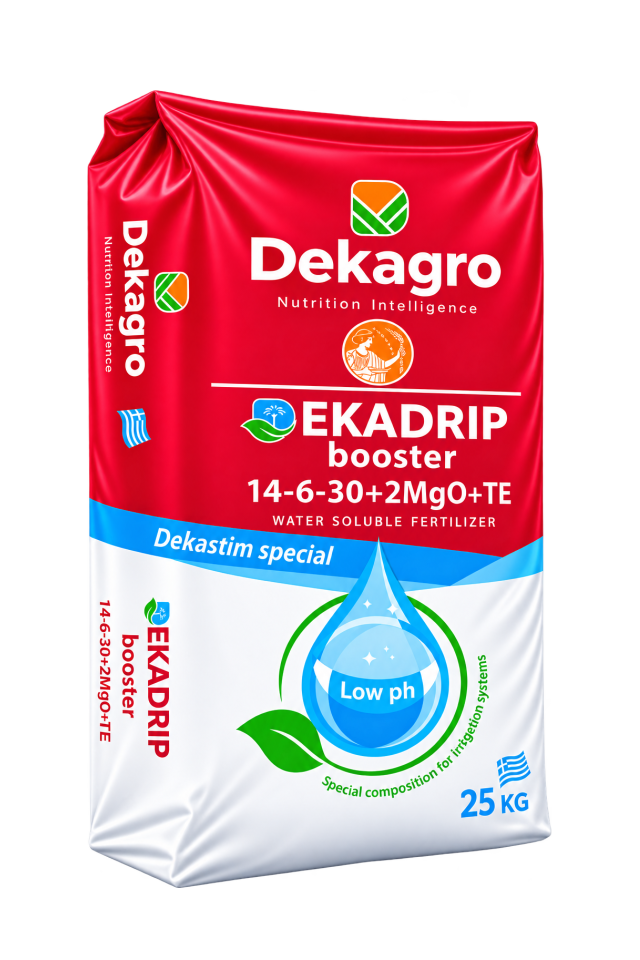 Dekagro
Nutrition Intelligence
EKADRIP
booster
14-6-30+2MgO+TE
WATER SOLUBLE FERTILIZER
Dekastim special
Low ph
Special composition for irrigetion systems
25 KG
Dekagro
Nutrition Intelligence
EKADRIP
booster
14-6-30+2MgO+TE